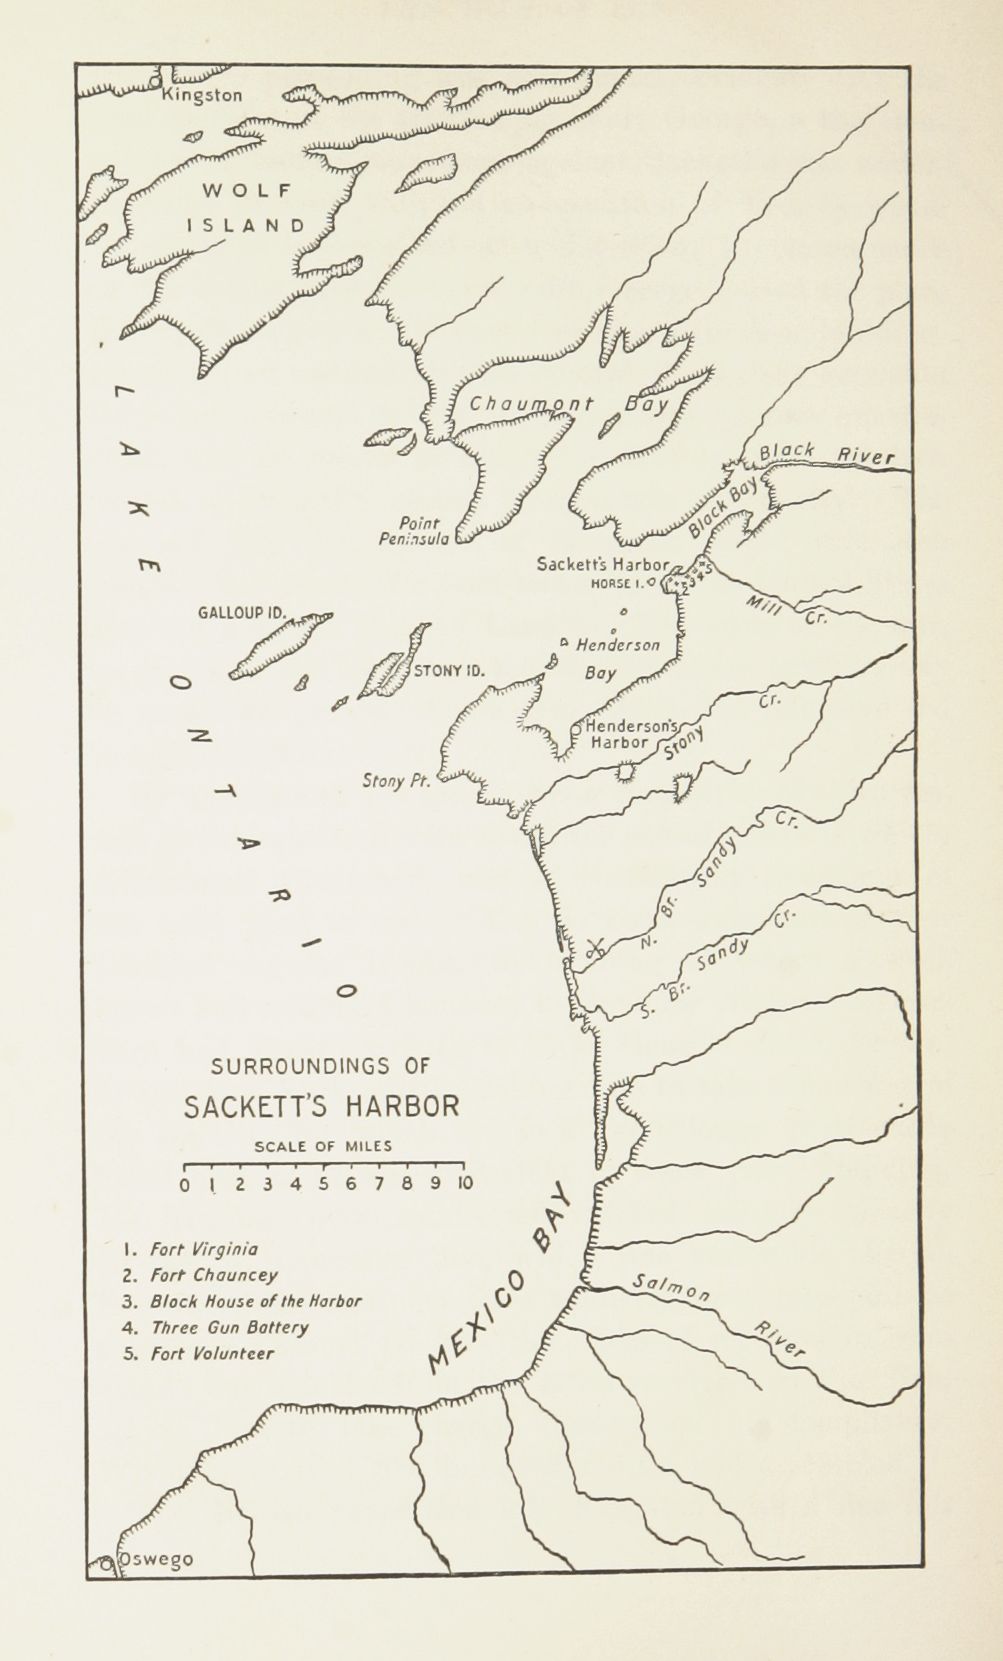 Kingston
WOLF
ISLAND
LAKE ONTARIO
Chaumont Bay
Black River
Black Bay
Point
Peninsula
Sackett's Harbor
HORSE I.
1 2 3 4 5
Mill Cr.
GALLOUP ID.
STONY ID.
Henderson
Bay
Henderson's
Harbor
Stony Cr.
Stony Pt.
N. Br. Sandy Cr.
S. Br. Sandy Cr.
SURROUNDINGS OF
SACKETT'S HARBOR
SCALE OF MILES
0 1 2 3 4 5 6 7 8 9 10
MEXICO BAY
1. Fort Virginia
2. Fort Chauncey
3. Block House of the Harbor
4. Three Gun Battery
5. Fort Volunteer
Salmon River
Oswego